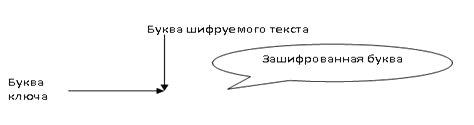 Буква шифруемого текста
Зашифрованная буква
Буква
ключа